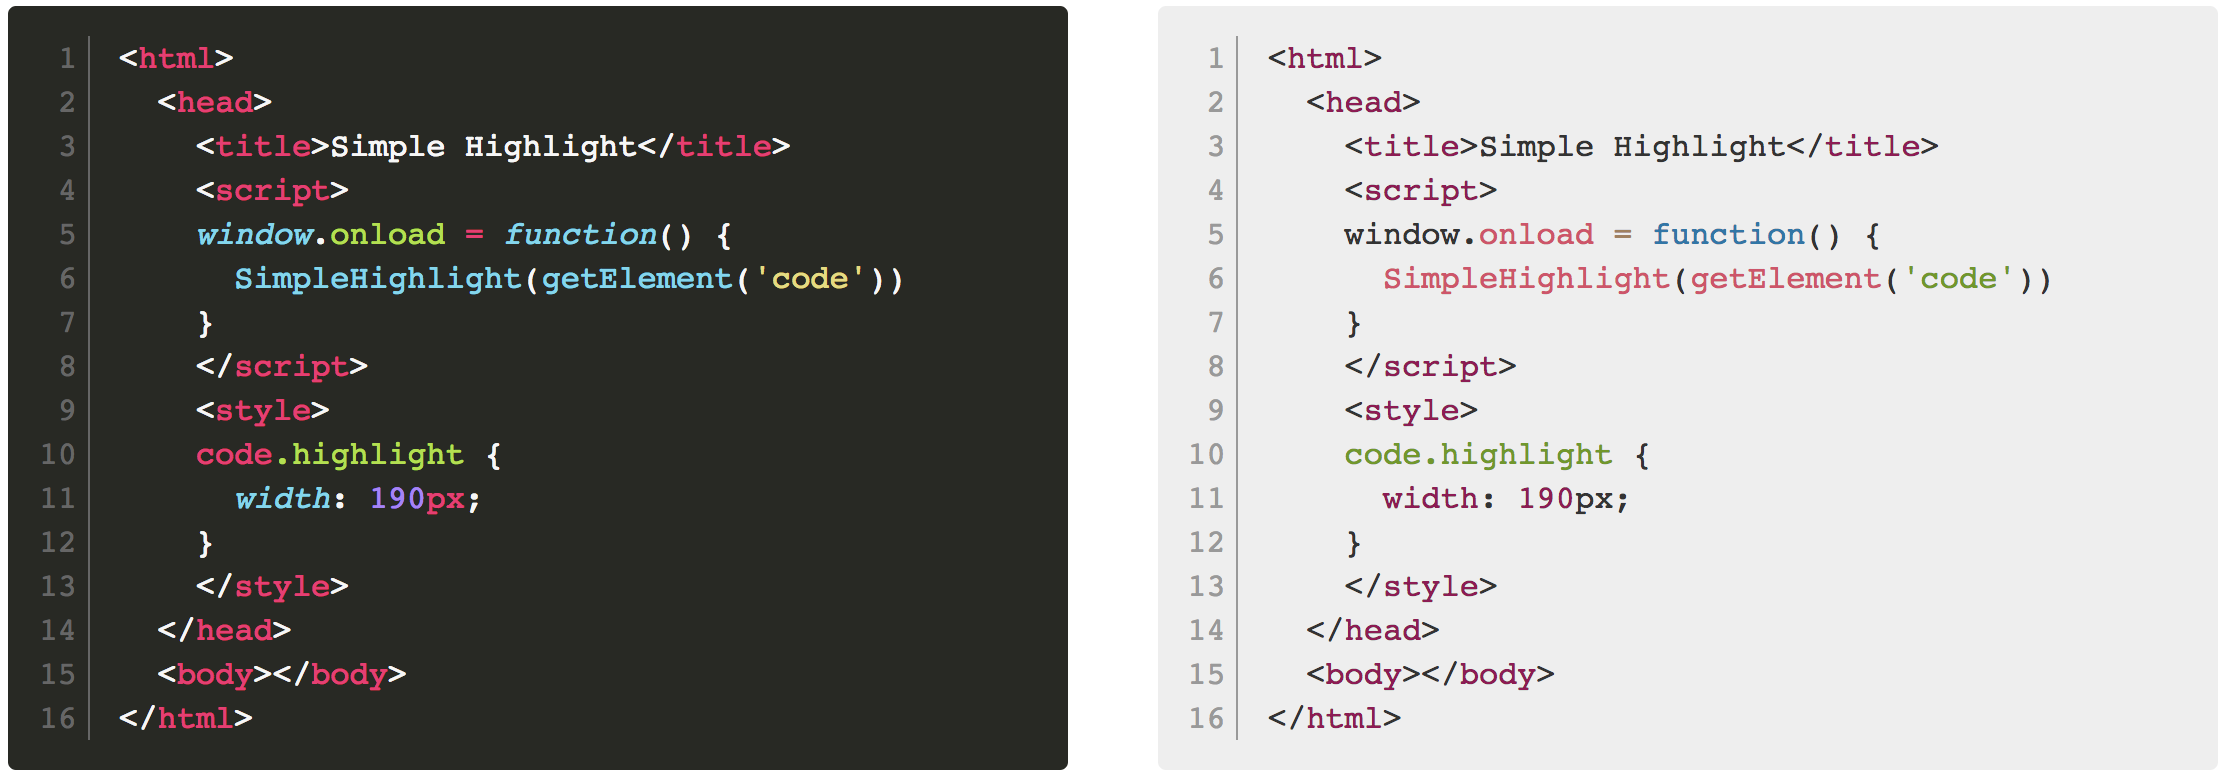 1 <html>
2   <head>
3     <title>Simple Highlight</title>
4     <script>
5     window.onload = function() {
6       SimpleHighlight(getElement('code'))
7     }
8     </script>
9     <style>
10     code.highlight {
11       width: 190px;
12     }
13     </style>
14   </head>
15   <body></body>
16 </html>
1 <html>
2   <head>
3     <title>Simple Highlight</title>
4     <script>
5     window.onload = function() {
6       SimpleHighlight(getElement('code'))
7     }
8     </script>
9     <style>
10     code.highlight {
11       width: 190px;
12     }
13     </style>
14   </head>
15   <body></body>
16 </html>